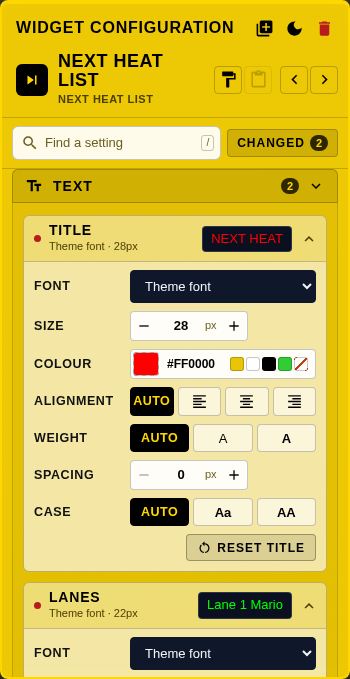 WIDGET CONFIGURATION
NEXT HEAT
LIST
NEXT HEAT LIST
Find a setting
/
CHANGED 2
TEXT
2
TITLE
Theme font · 28px
NEXT HEAT
FONT
Theme font
SIZE
− 28 px +
COLOUR
#FF0000
ALIGNMENT
AUTO
WEIGHT
AUTO
A
A
SPACING
− 0 px +
CASE
AUTO
Aa
AA
RESET TITLE
LANES
Theme font · 22px
Lane 1 Mario
FONT
Theme font